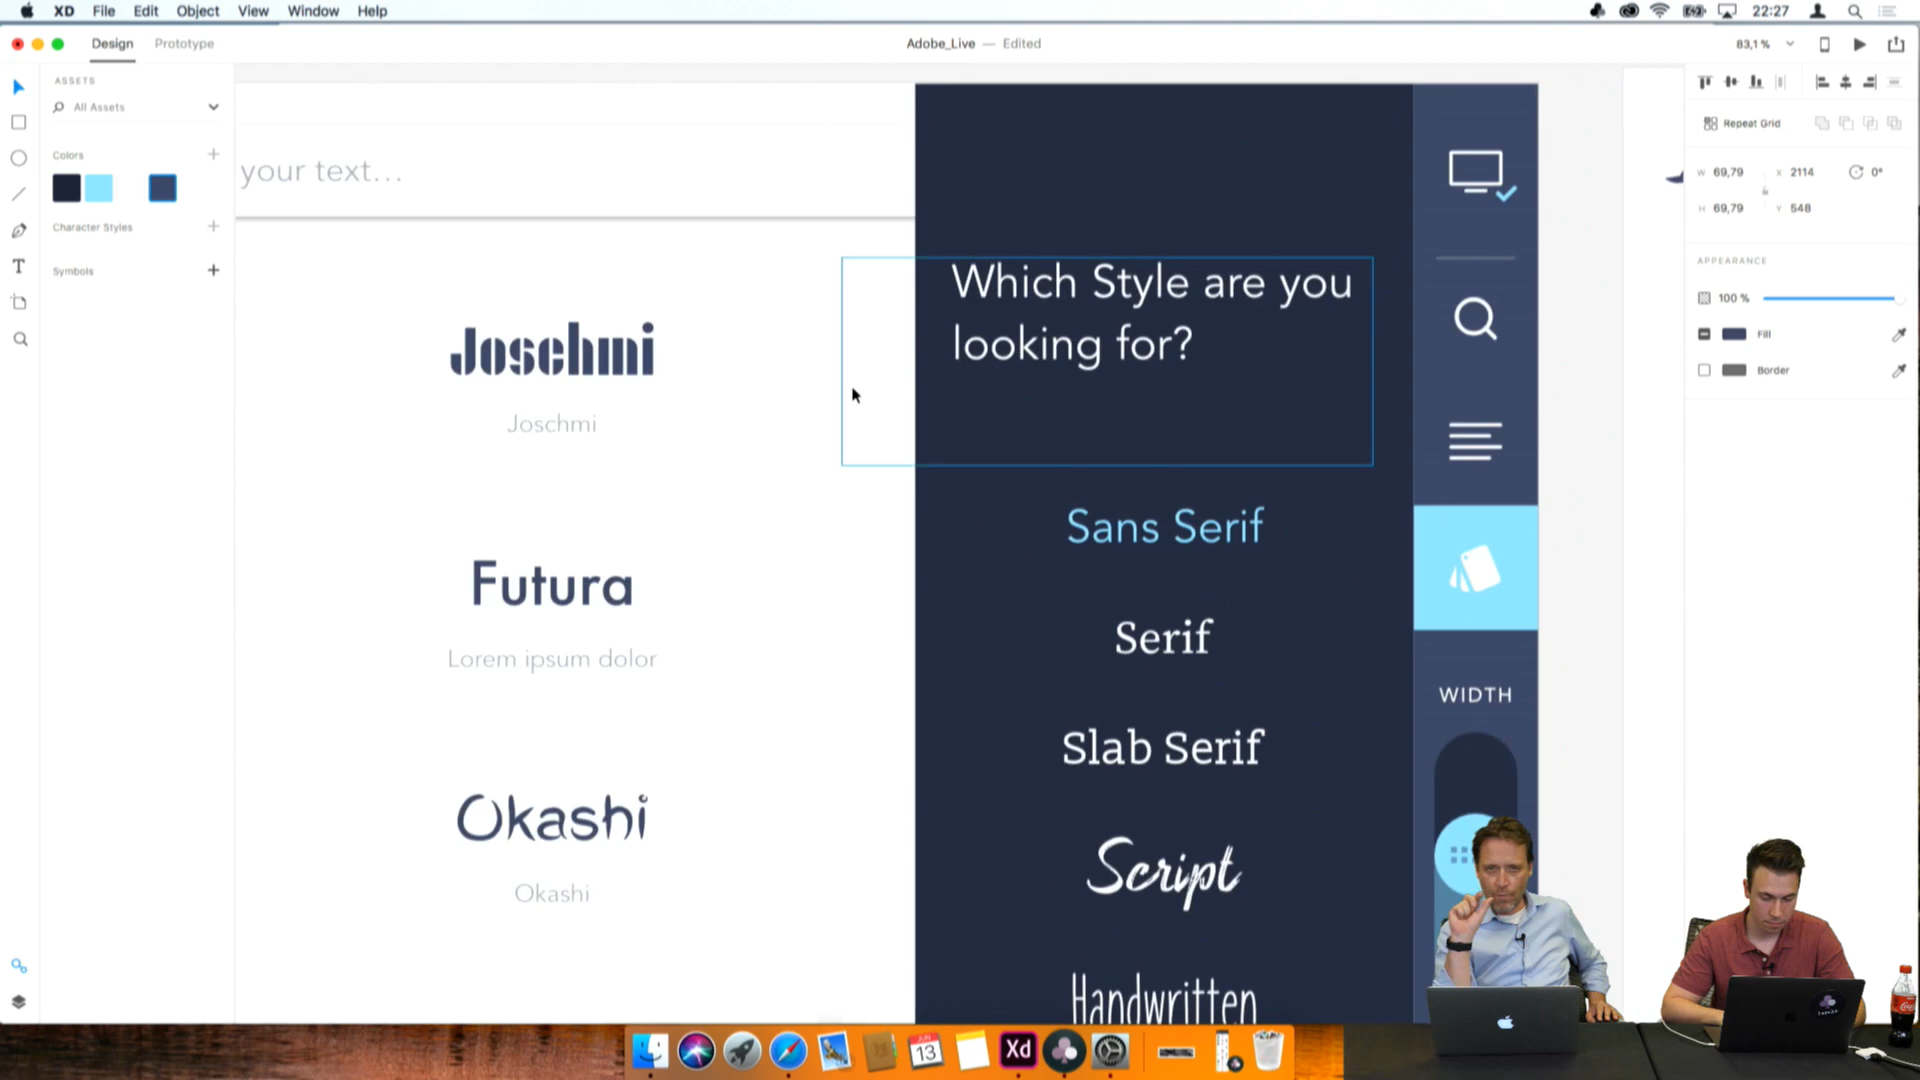 XD File Edit Object View Window Help
22:27
Design Prototype
Adobe_Live — Edited
83,1 %
ASSETS
All Assets
Colors
Character Styles
Symbols
your text...
Joschmi
Joschmi
Futura
Lorem ipsum dolor
Okashi
Okashi
Which Style are you
looking for?
Sans Serif
Serif
Slab Serif
Script
Handwritten
WIDTH
Repeat Grid
W 69,79 X 2114 0°
H 69,79 Y 548
APPEARANCE
100 %
Fill
Border
13
Xd